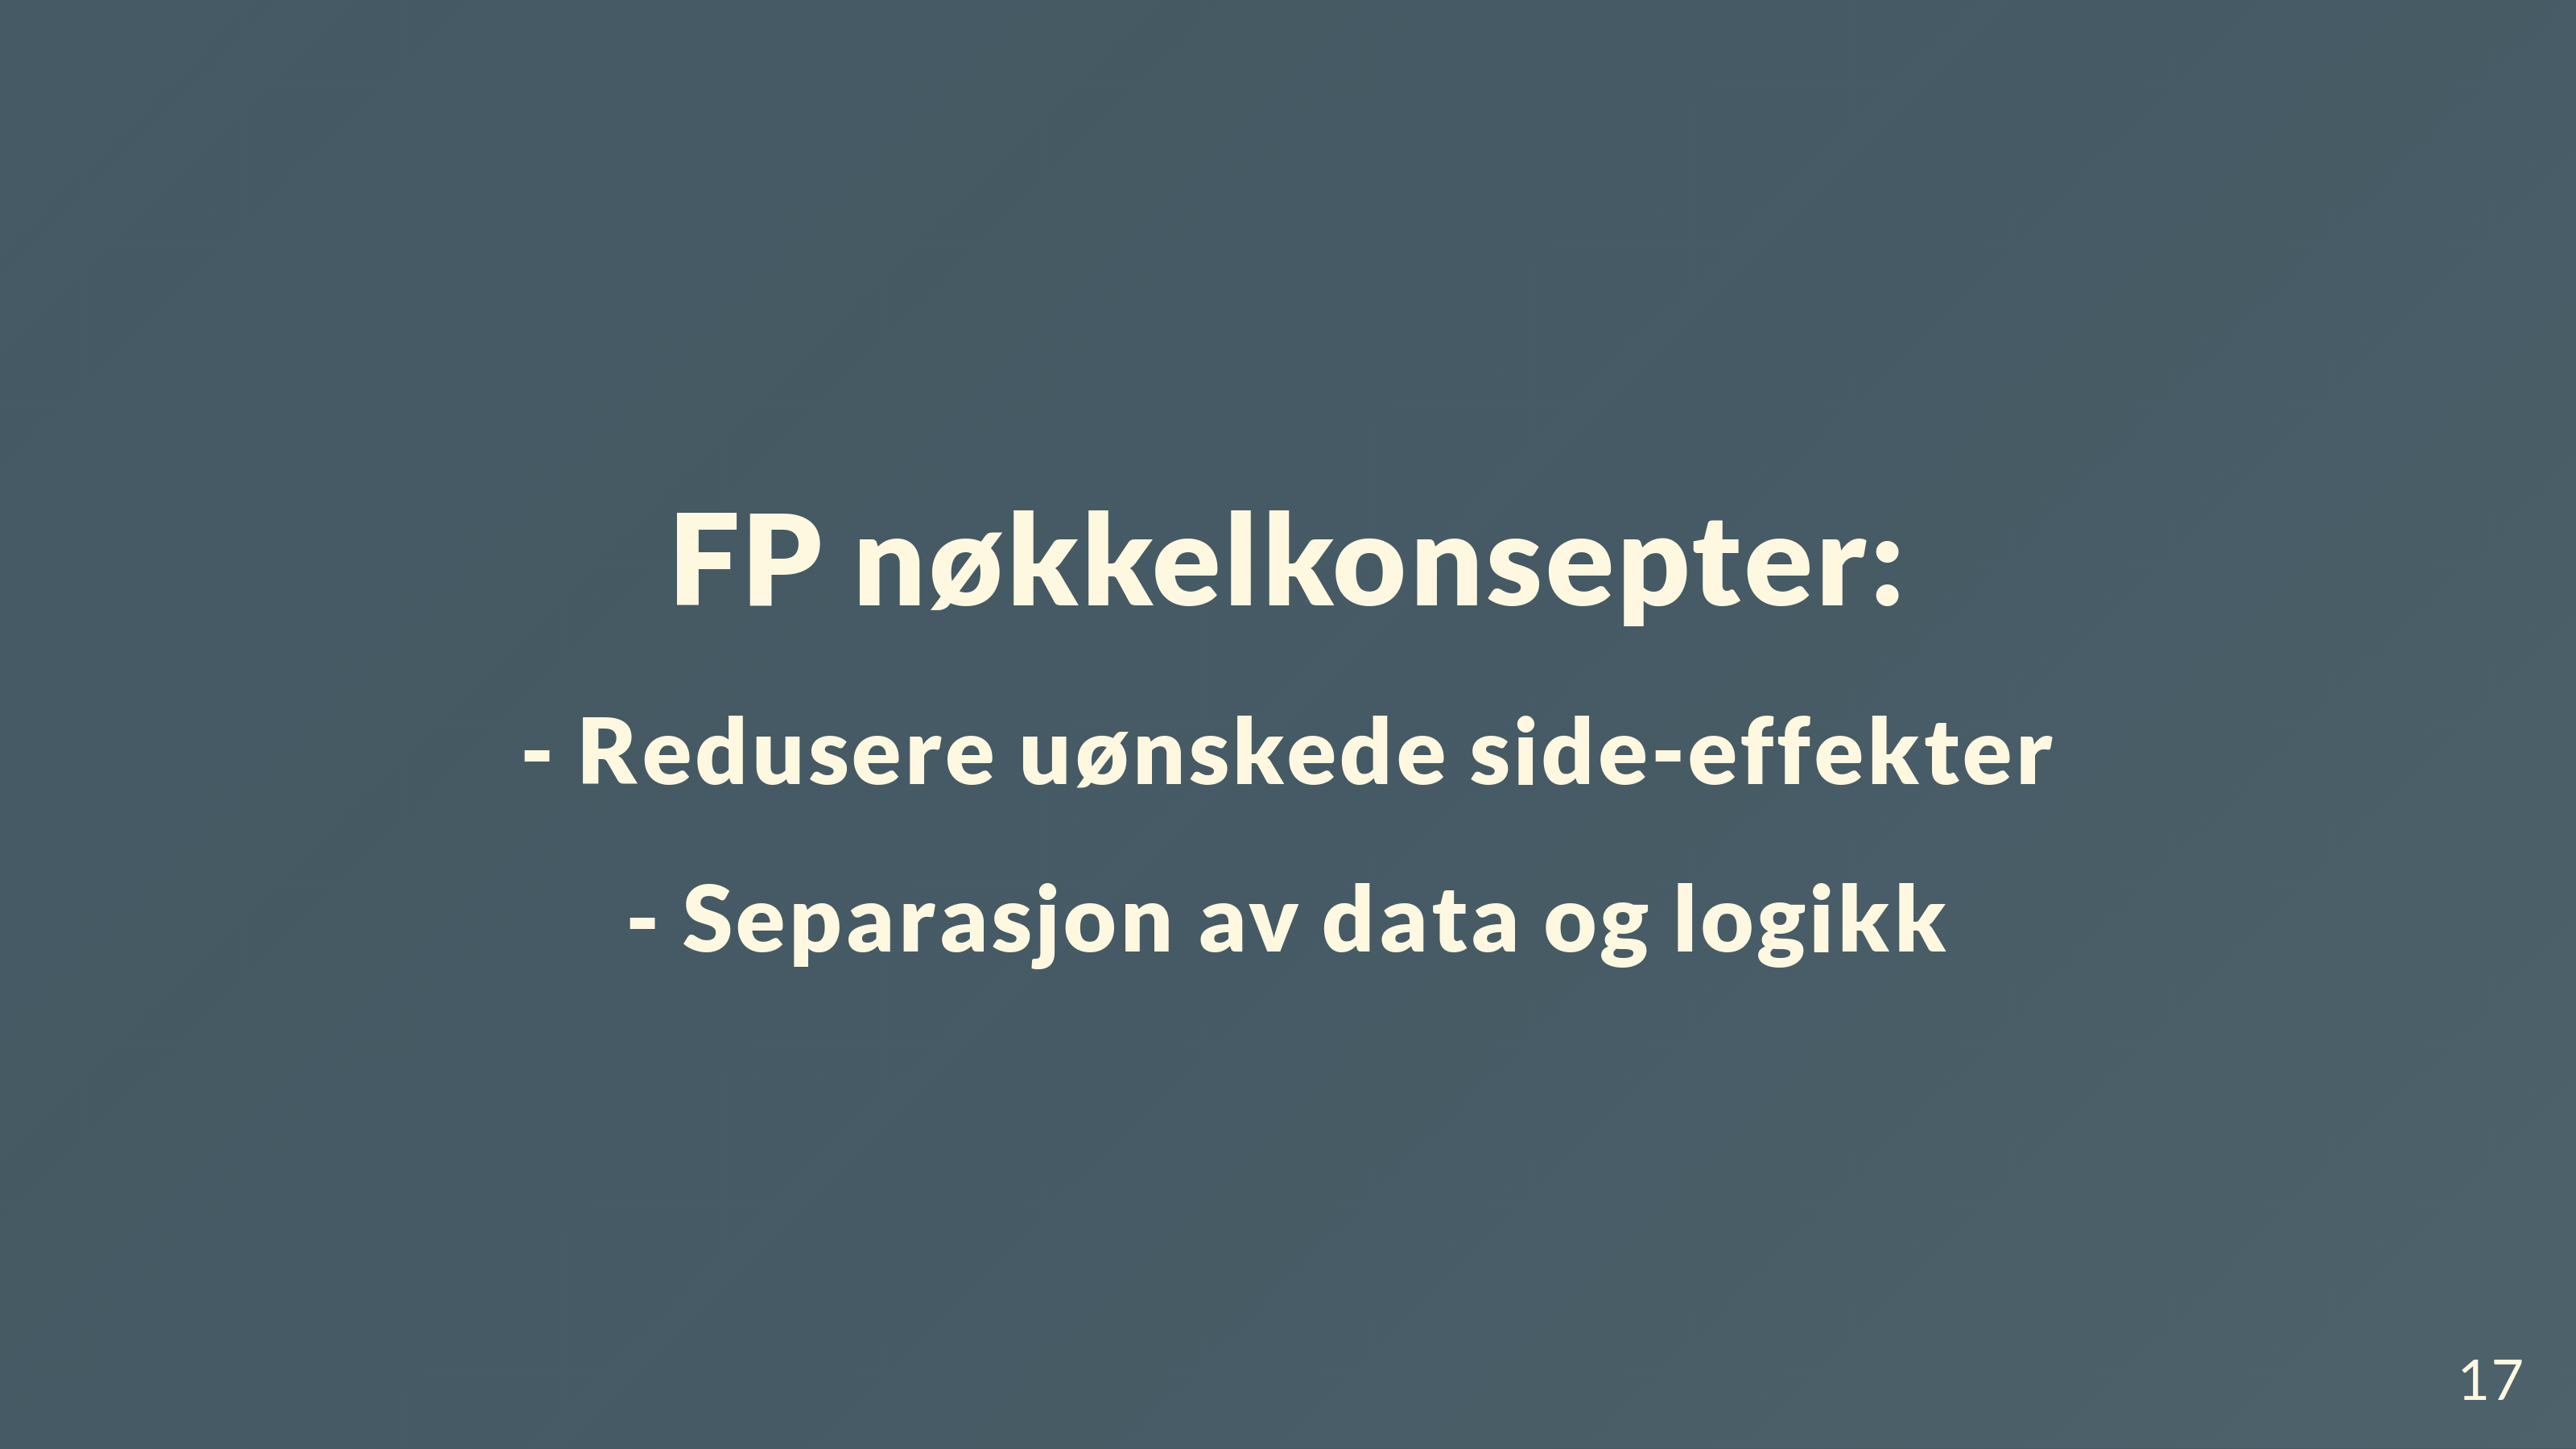 FP nøkkelkonsepter:
- Redusere uønskede side-effekter
- Separasjon av data og logikk
17